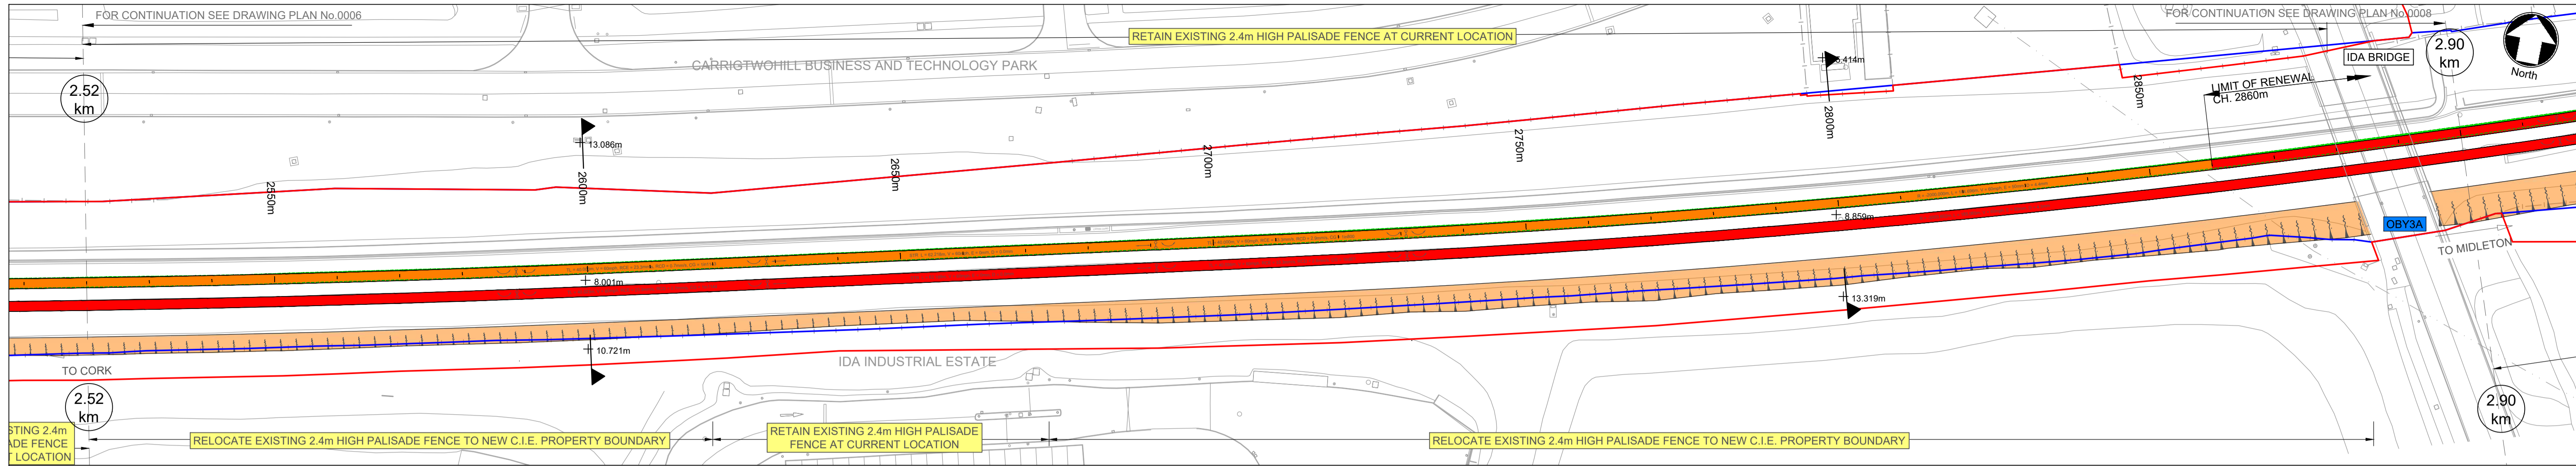 FOR CONTINUATION SEE DRAWING PLAN No.0006
FOR CONTINUATION SEE DRAWING PLAN No.0008
RETAIN EXISTING 2.4m HIGH PALISADE FENCE AT CURRENT LOCATION
CARRIGTWOHILL BUSINESS AND TECHNOLOGY PARK
2.52
km
2.90
km
IDA BRIDGE
North
LIMIT OF RENEWAL
CH. 2860m
13.086m
2550m
2600m
2650m
2700m
2750m
2800m
2850m
8.859m
8.001m
13.319m
10.721m
OBY3A
TO MIDLETON
TO CORK
IDA INDUSTRIAL ESTATE
2.52
km
2.90
km
STING 2.4m
ADE FENCE
T LOCATION
RELOCATE EXISTING 2.4m HIGH PALISADE FENCE TO NEW C.I.E. PROPERTY BOUNDARY
RETAIN EXISTING 2.4m HIGH PALISADE
FENCE AT CURRENT LOCATION
RELOCATE EXISTING 2.4m HIGH PALISADE FENCE TO NEW C.I.E. PROPERTY BOUNDARY